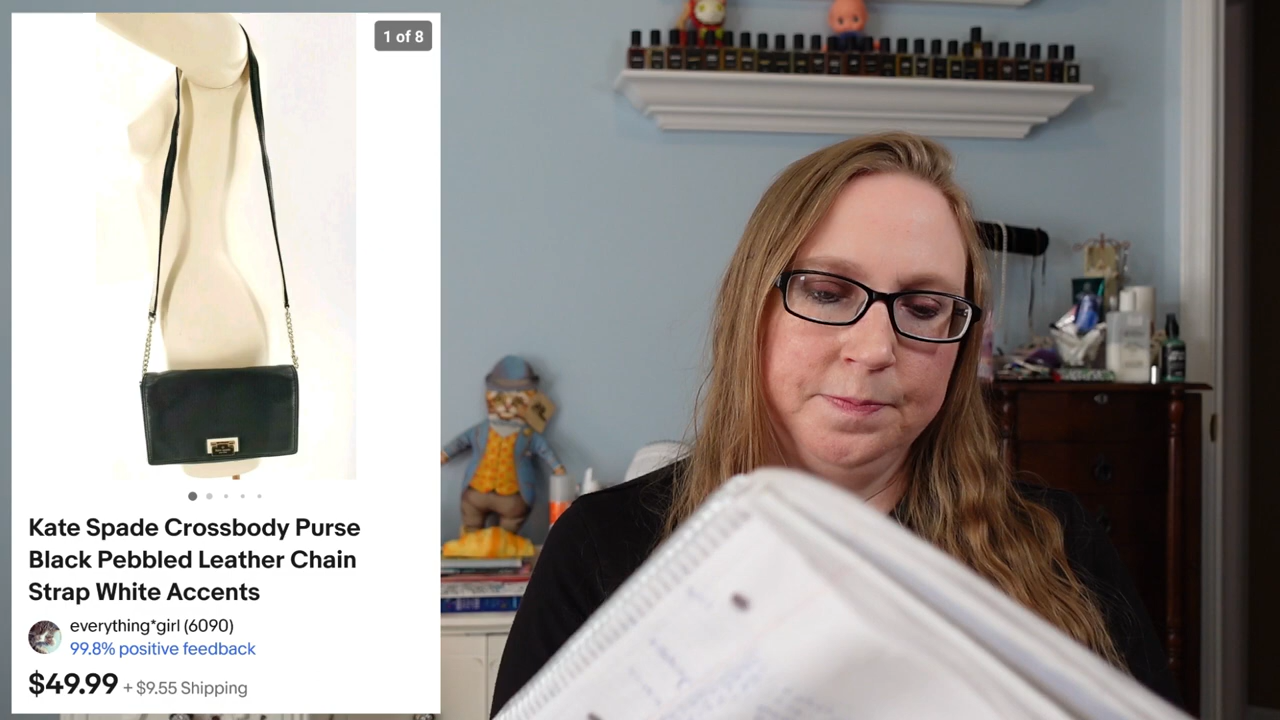 1 of 8
Kate Spade Crossbody Purse
Black Pebbled Leather Chain
Strap White Accents
everything*girl (6090)
99.8% positive feedback
$49.99 + $9.55 Shipping